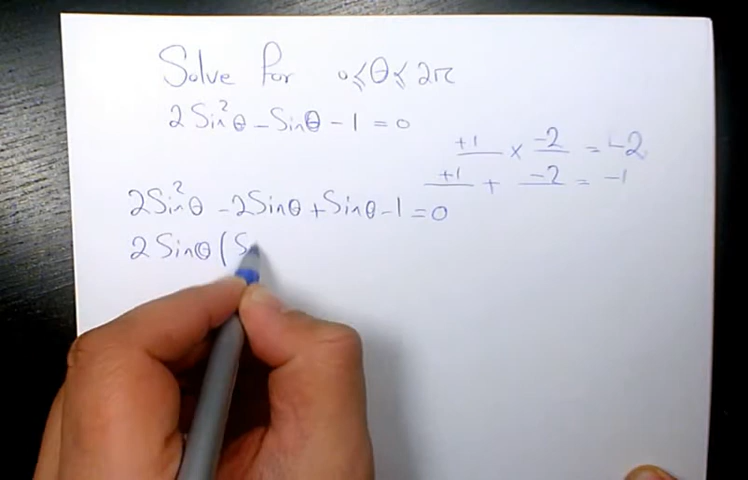 Solve for 0≤θ≤2π
2Sin²θ - Sinθ - 1 = 0
+1 × -2 = -2
+1 + -2 = -1
2Sin²θ - 2Sinθ + Sinθ - 1 = 0
2Sinθ(S